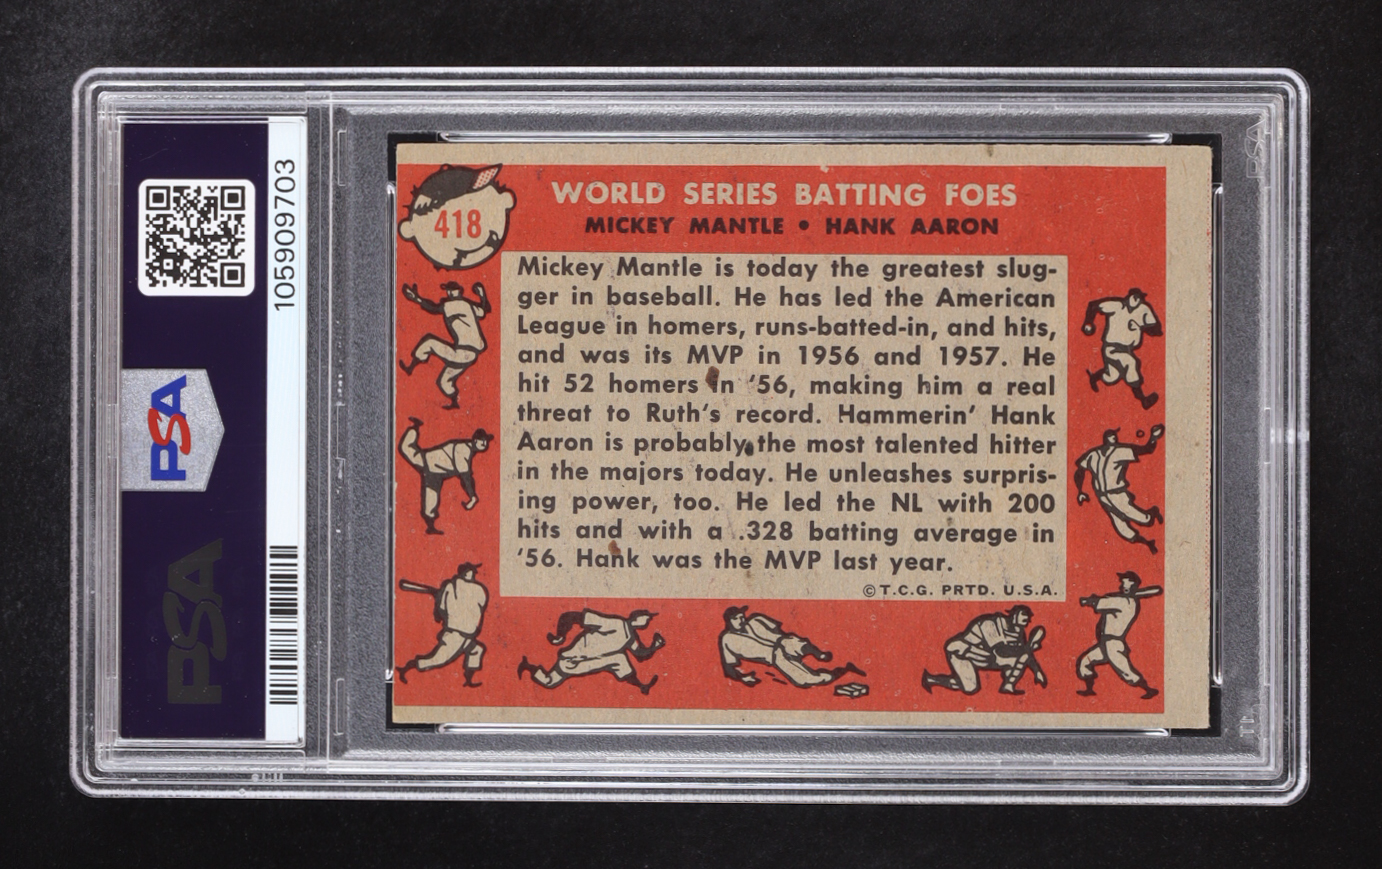 105909703
PSA
PSA
PSA
418
WORLD SERIES BATTING FOES
MICKEY MANTLE • HANK AARON
Mickey Mantle is today the greatest slug-
ger in baseball. He has led the American
League in homers, runs-batted-in, and hits,
and was its MVP in 1956 and 1957. He
hit 52 homers in '56, making him a real
threat to Ruth's record. Hammerin' Hank
Aaron is probably the most talented hitter
in the majors today. He unleashes surpris-
ing power, too. He led the NL with 200
hits and with a .328 batting average in
'56. Hank was the MVP last year.
© T.C.G. PRTD. U.S.A.